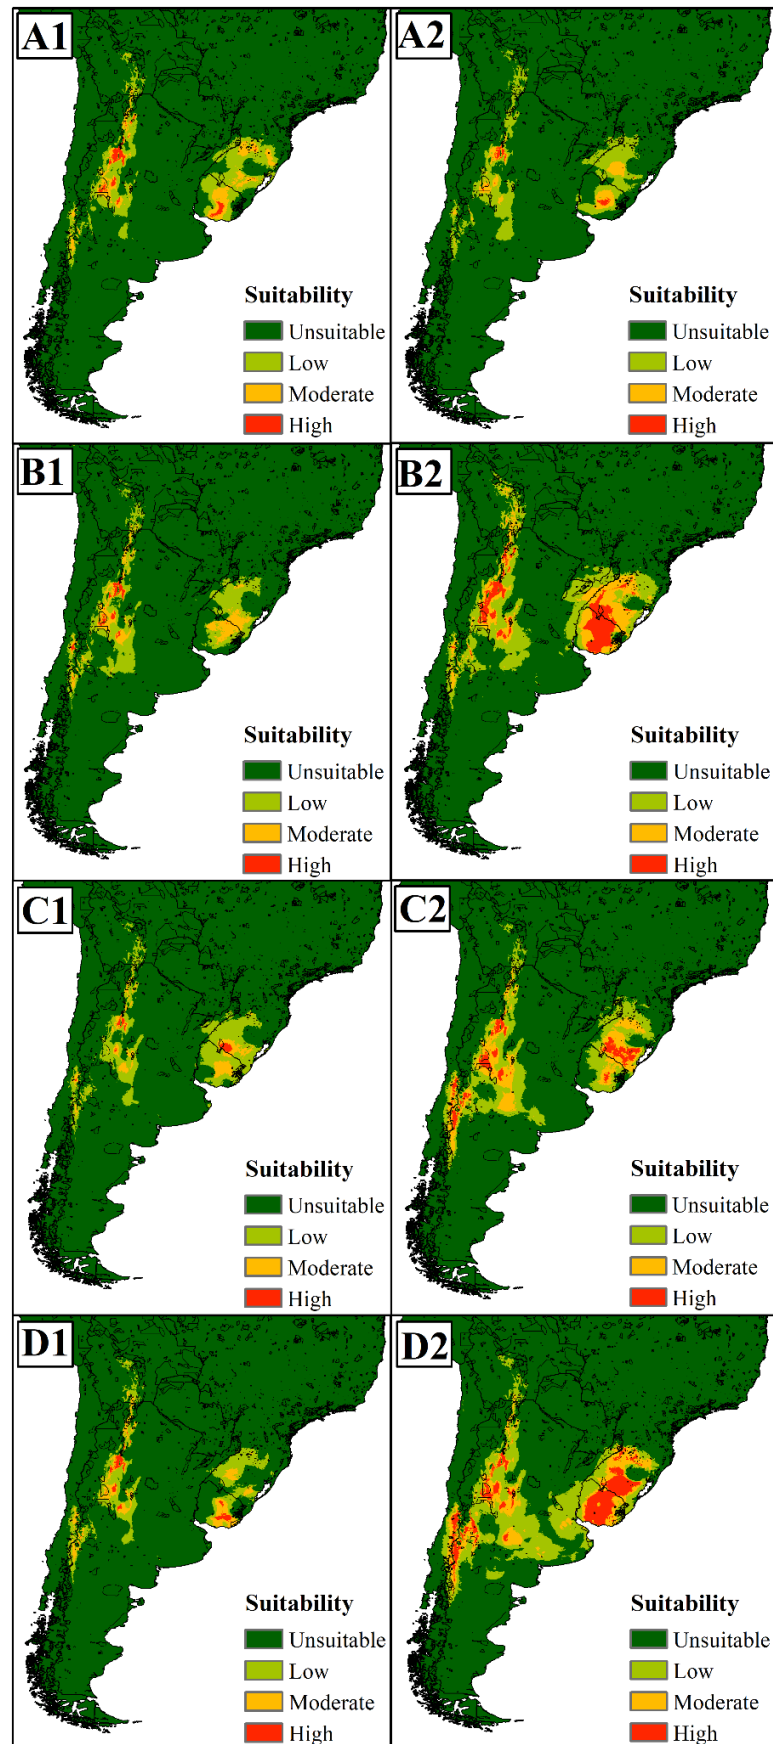 A1
Suitability
Unsuitable
Low
Moderate
High
A2
Suitability
Unsuitable
Low
Moderate
High
B1
Suitability
Unsuitable
Low
Moderate
High
B2
Suitability
Unsuitable
Low
Moderate
High
C1
Suitability
Unsuitable
Low
Moderate
High
C2
Suitability
Unsuitable
Low
Moderate
High
D1
Suitability
Unsuitable
Low
Moderate
High
D2
Suitability
Unsuitable
Low
Moderate
High